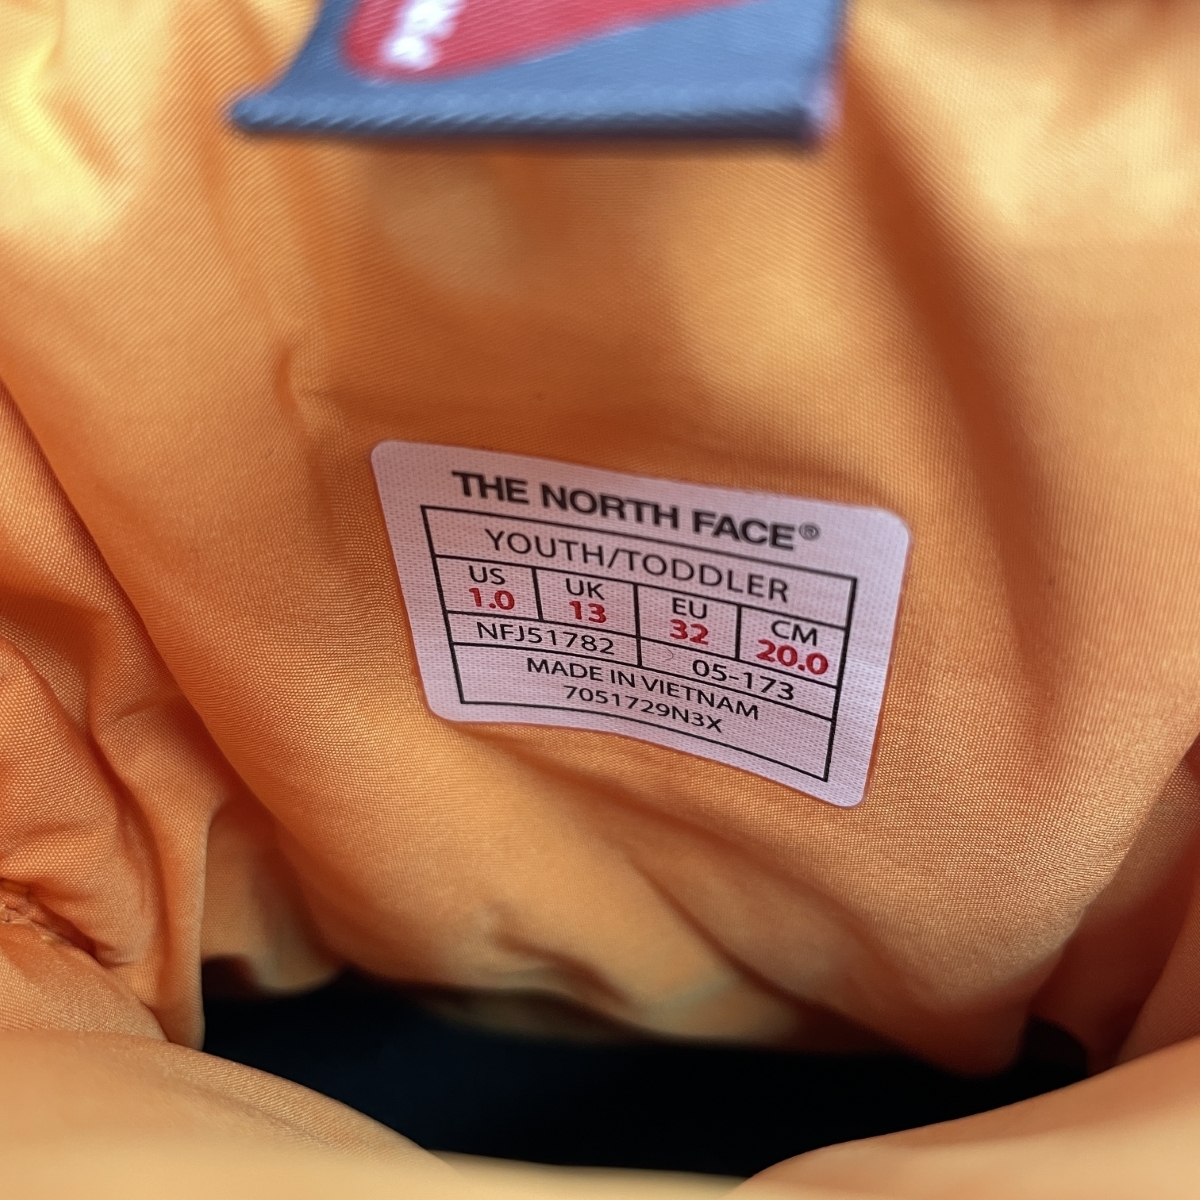 THE NORTH FACE®
YOUTH/TODDLER
US UK EU CM
1.0 13 32 20.0
NFJ51782 05-173
MADE IN VIETNAM
7051729N3X